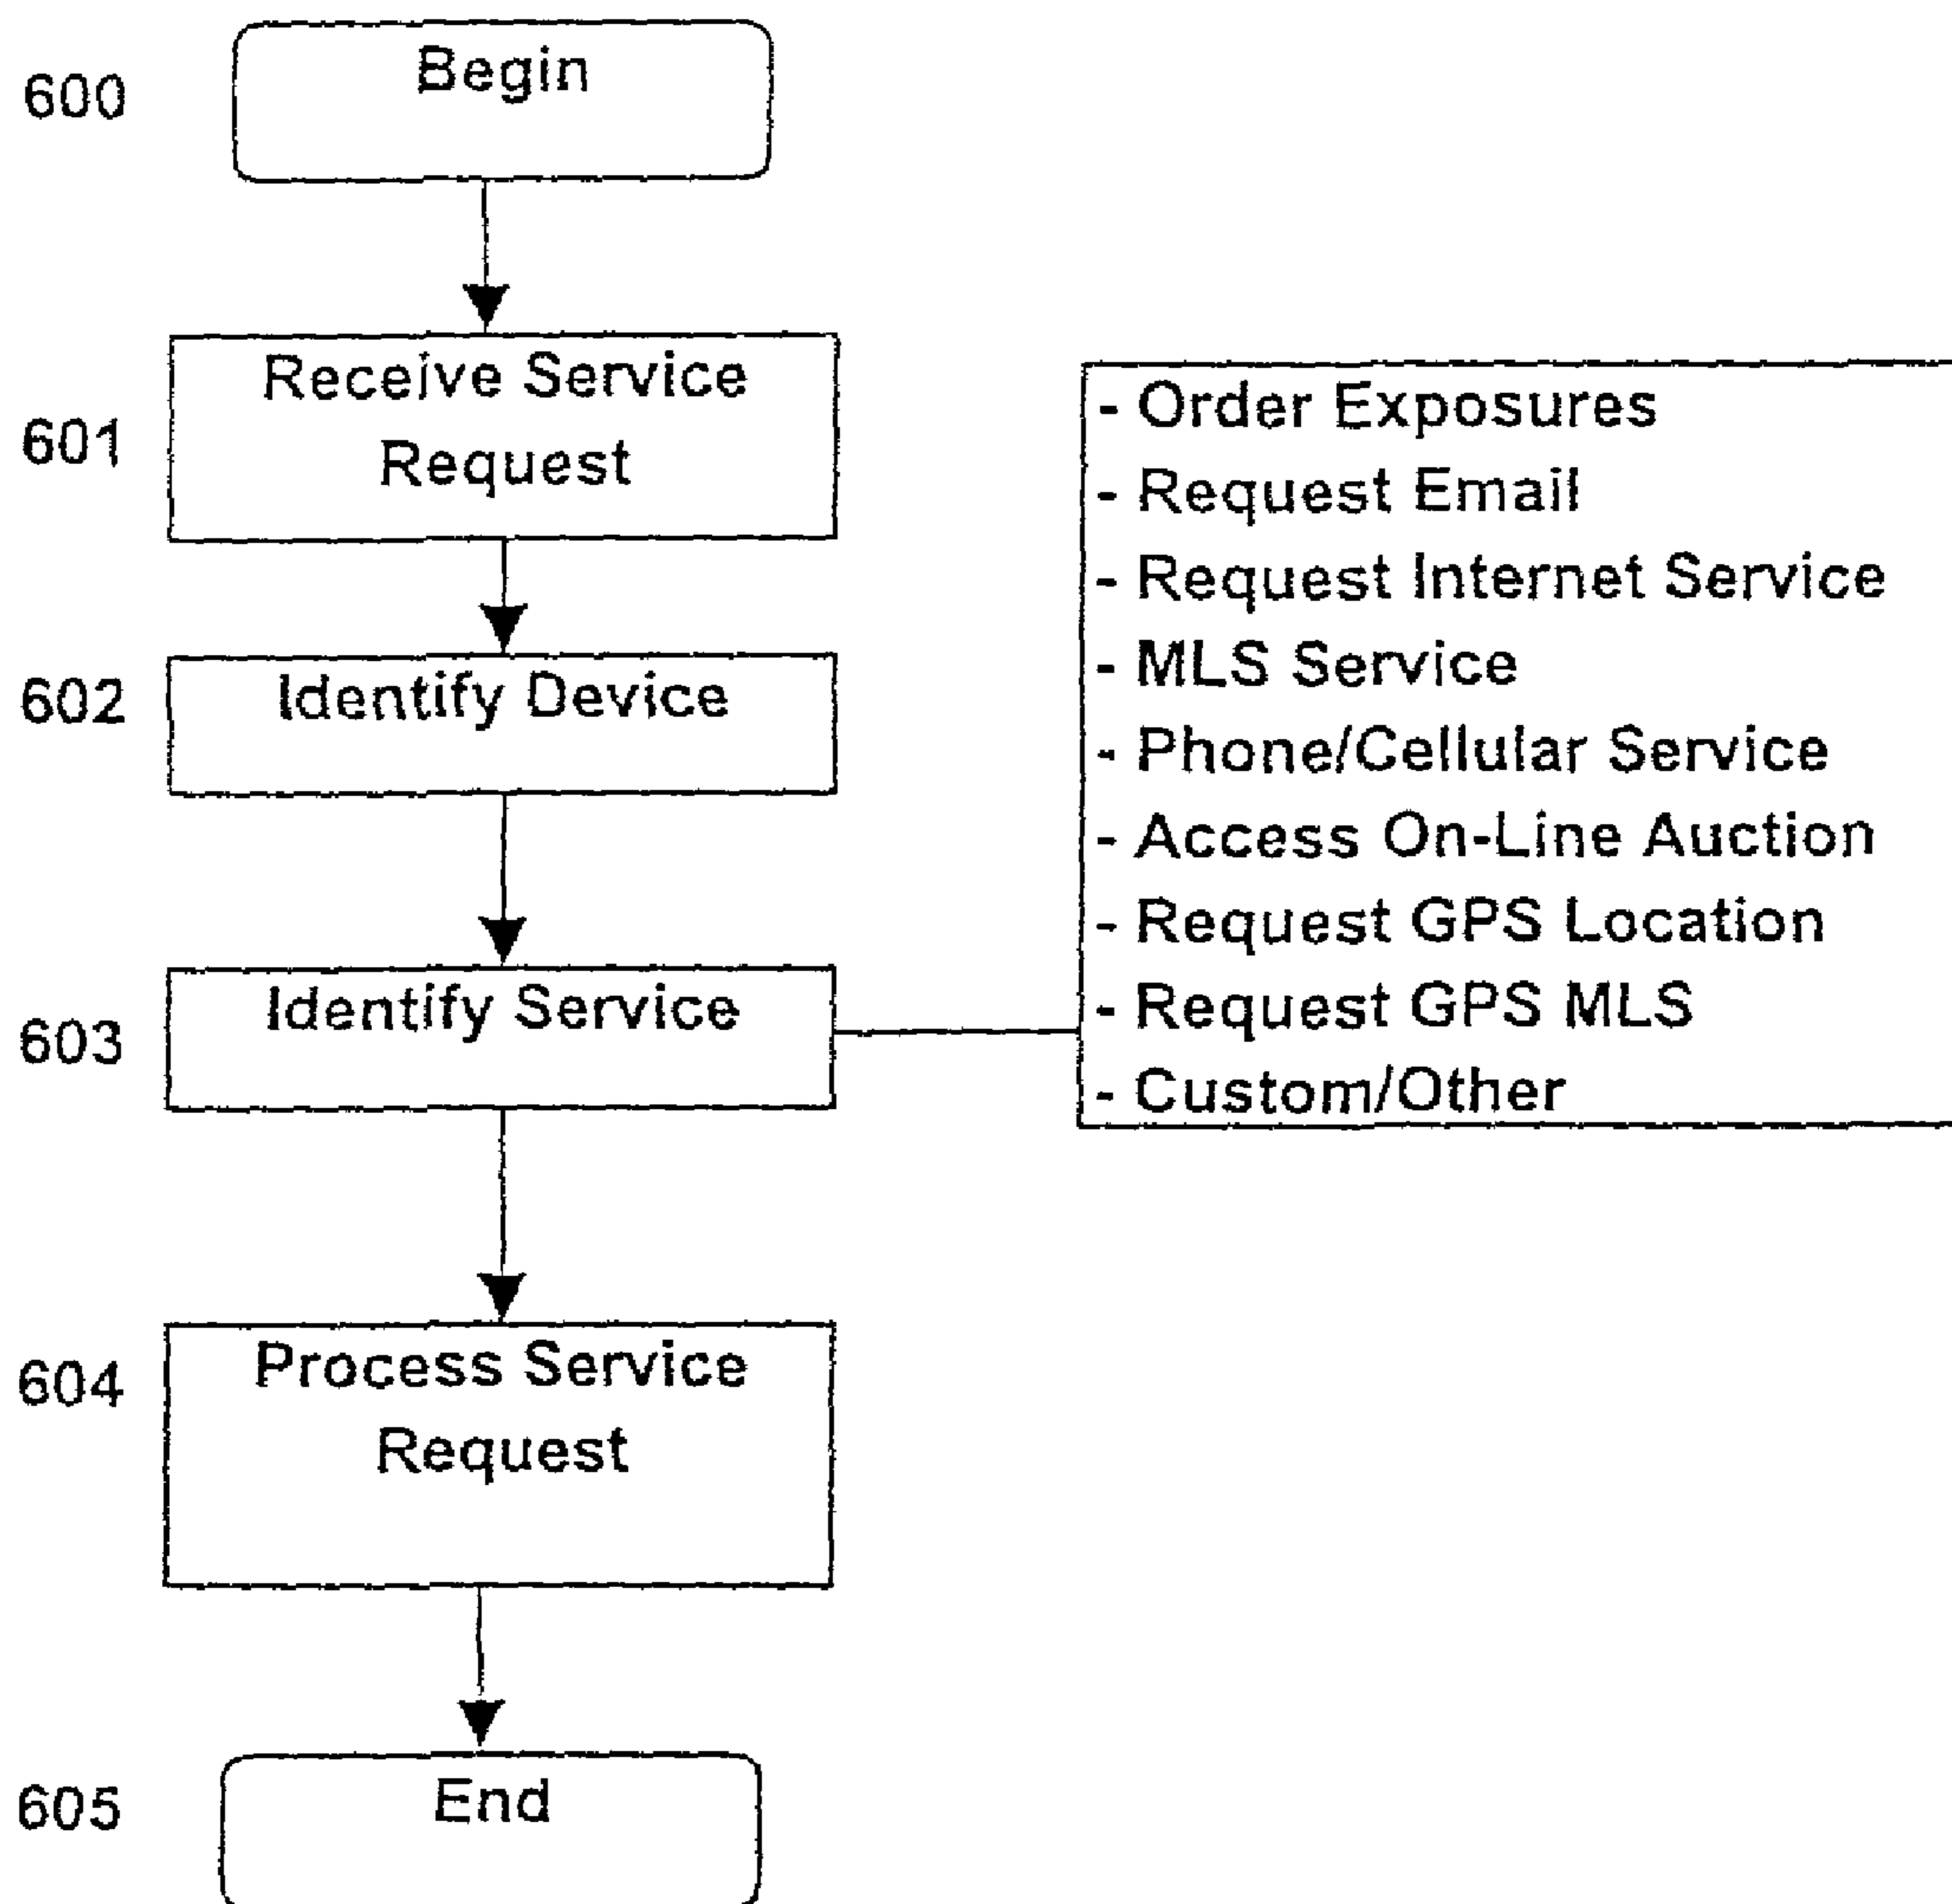 600
Begin
601
Receive Service
Request
602
Identify Device
603
Identify Service
- Order Exposures
- Request Email
- Request Internet Service
- MLS Service
- Phone/Cellular Service
- Access On-Line Auction
- Request GPS Location
- Request GPS MLS
- Custom/Other
604
Process Service
Request
605
End